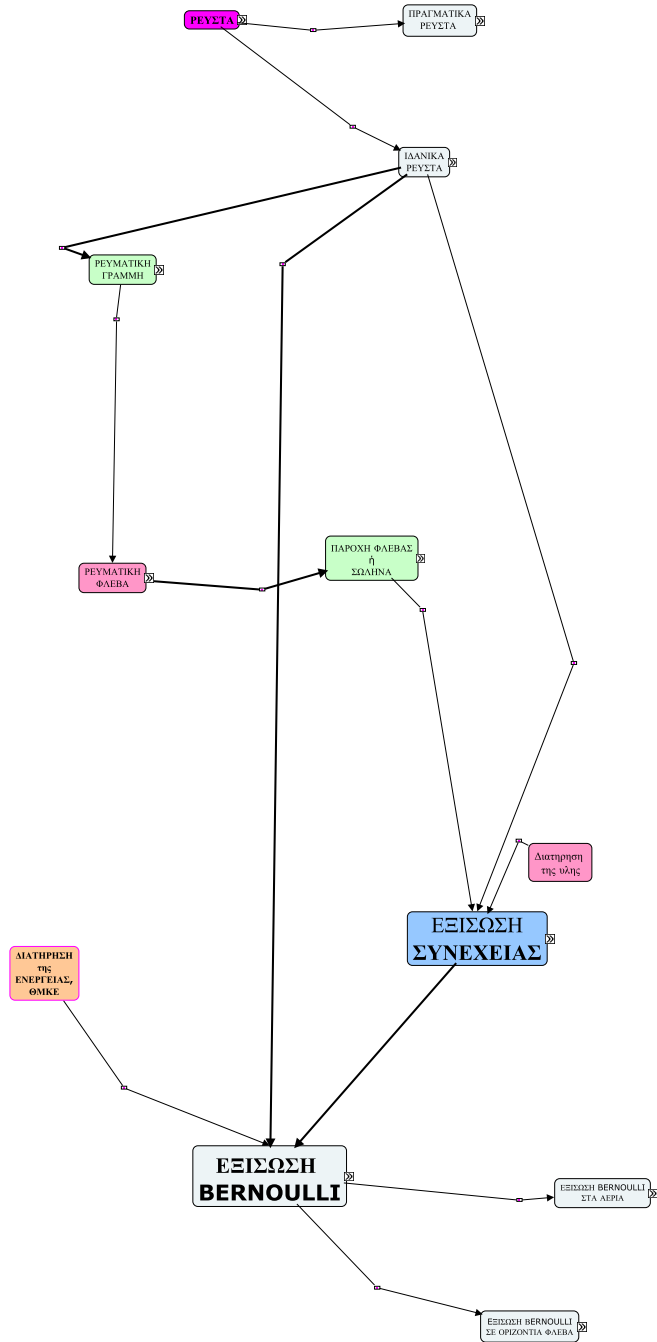 ΡΕΥΣΤΑ
ΠΡΑΓΜΑΤΙΚΑ
ΡΕΥΣΤΑ
ΙΔΑΝΙΚΑ
ΡΕΥΣΤΑ
ΡΕΥΜΑΤΙΚΗ
ΓΡΑΜΜΗ
ΠΑΡΟΧΗ ΦΛΕΒΑΣ
ή
ΣΩΛΗΝΑ
ΡΕΥΜΑΤΙΚΗ
ΦΛΕΒΑ
Διατηρηση
της υλης
ΕΞΙΣΩΣΗ
ΣΥΝΕΧΕΙΑΣ
ΔΙΑΤΗΡΗΣΗ
της
ΕΝΕΡΓΕΙΑΣ,
ΘΜΚΕ
ΕΞΙΣΩΣΗ
BERNOULLI
ΕΞΙΣΩΣΗ BERNOULLI
ΣΤΑ ΑΕΡΙΑ
ΕΞΙΣΩΣΗ BERNOULLI
ΣΕ ΟΡΙΖΟΝΤΙΑ ΦΛΕΒΑ